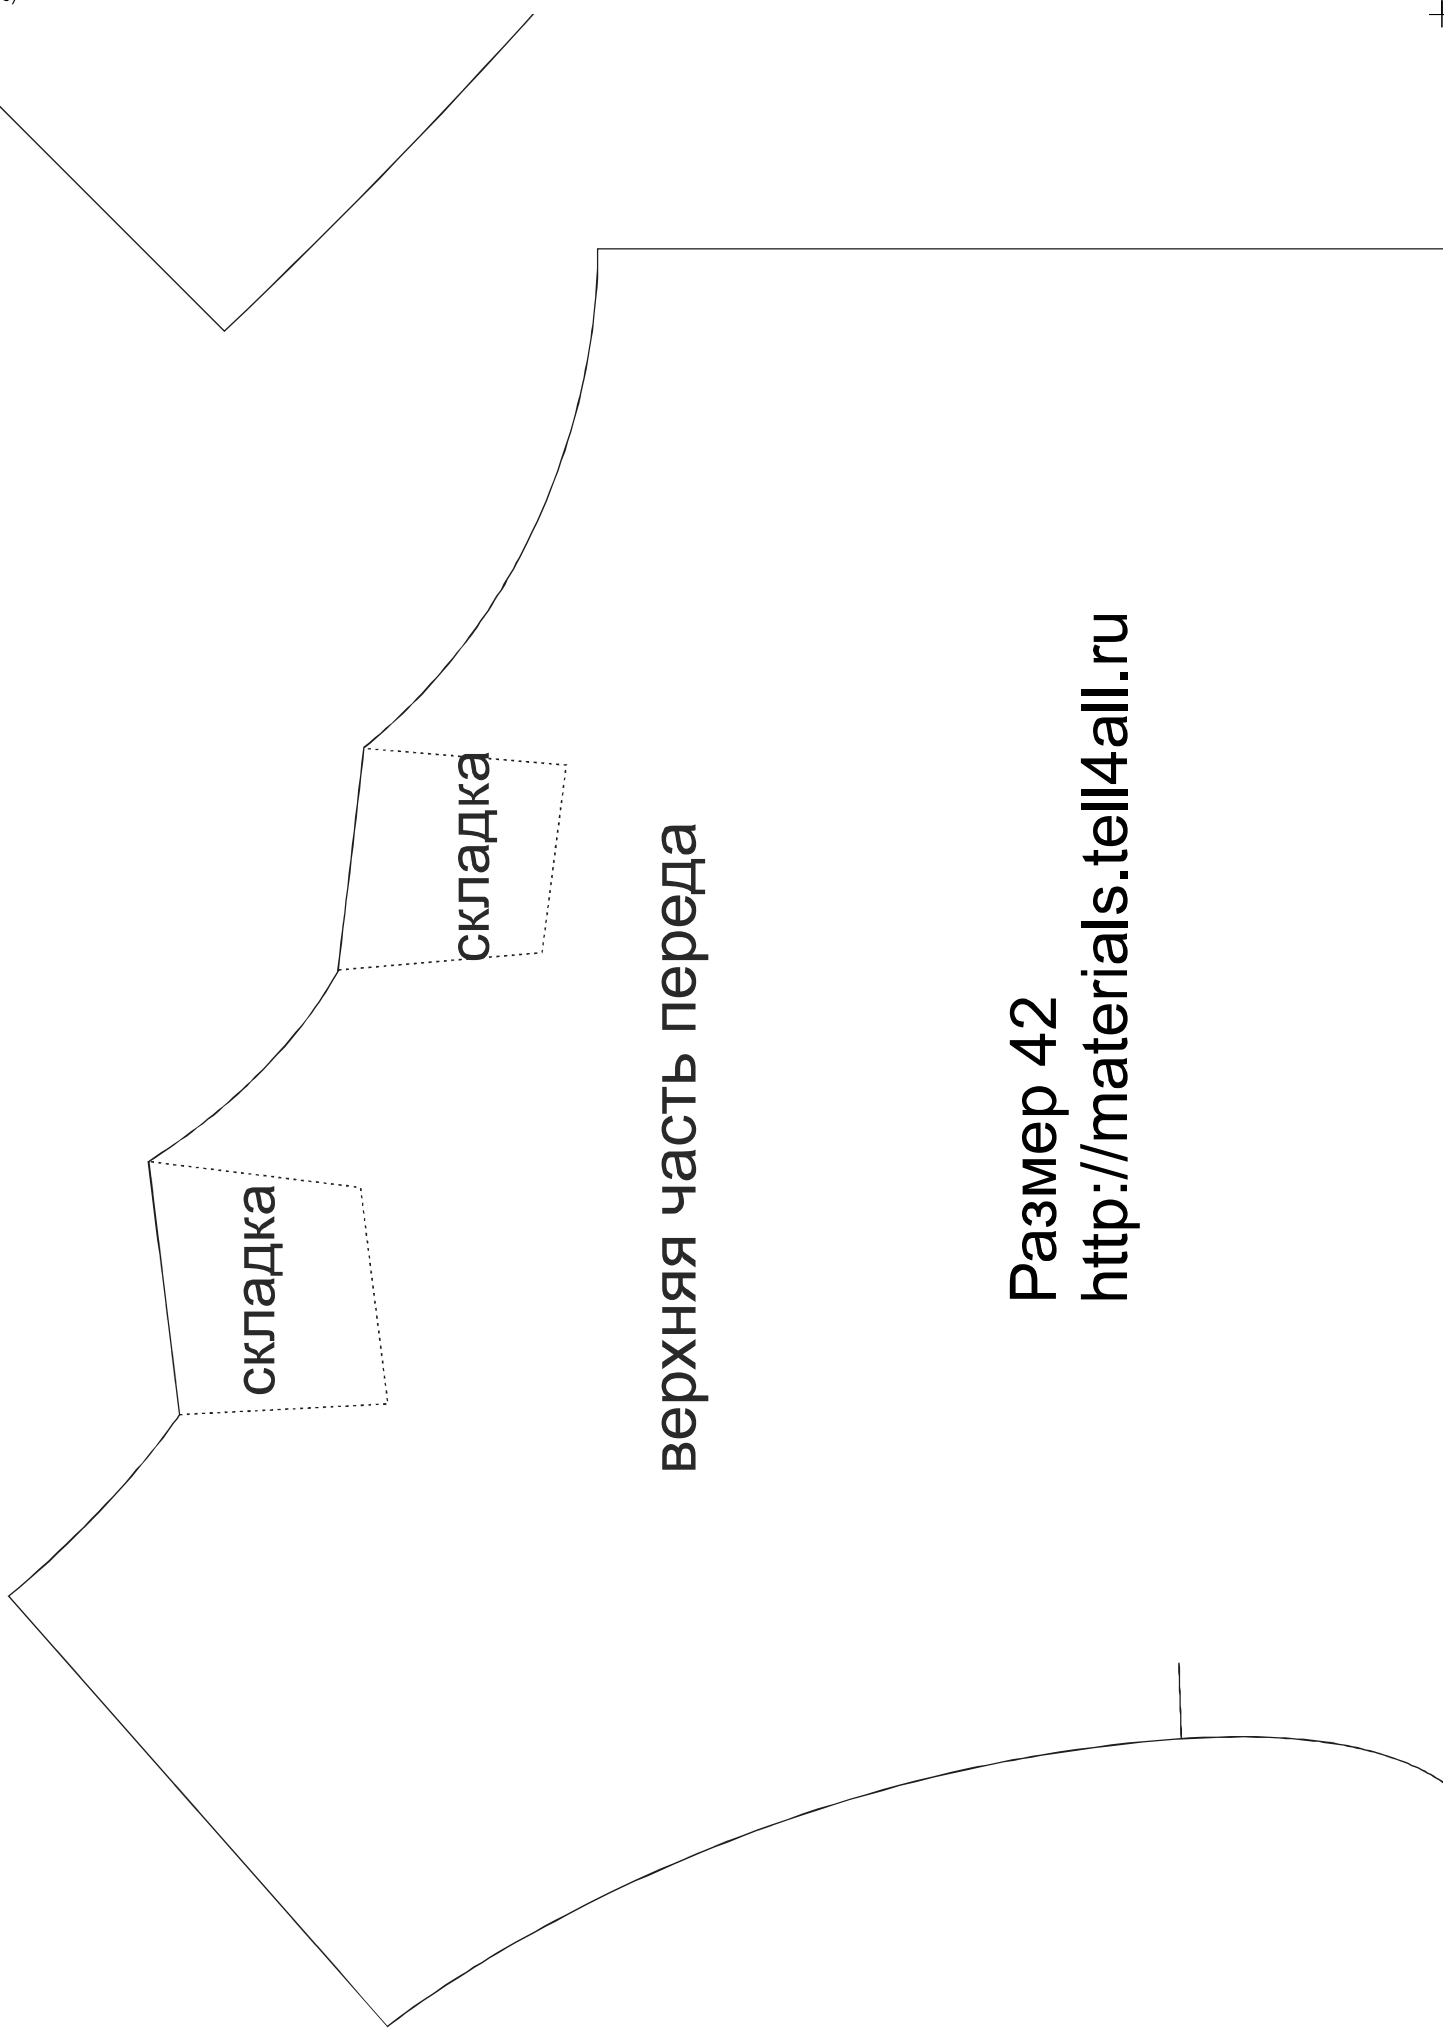 складка
складка
верхняя часть переда
Размер 42
http://materials.tell4all.ru